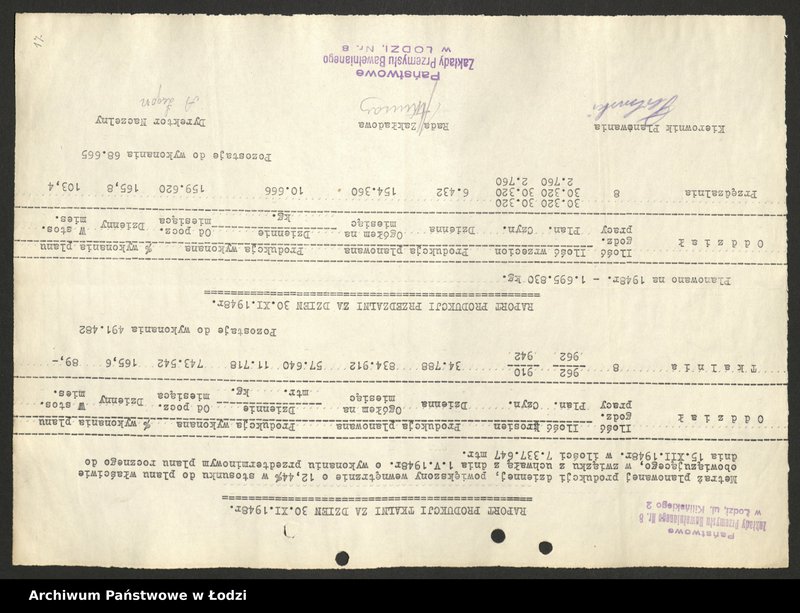 Państwowe
Zakłady Przemysłu Bawełnianego Nr. 8
w Łodzi, ul. Kilińskiego 2
RAPORT PRODUKCJI TKALNI ZA DZIEN 30.XI.1948r.
Metraż planowanej produkcji dziennej, powiększony wewnętrznie o 12,44% w stosunku do planu właściwie
obowiązującego, w związku z uchwałą z dnia 1.V.1948r. o wykonaniu przedterminowym planu rocznego do
dnia 15.XII.1948r. w ilości 7.337.647 mtr.
Oddział Ilość Ilość krosien Produkcja planowana Produkcja wykonana % wykonania planu
godz. Ogółem na Dziennie Od pocz. W stos.
pracy Plan. Czyn. Dzienna miesiąc mtr. kg. miesiąca Dzienny mies.
962 910
Tkalnia 8 34.788 834.912 57.640 11.718 743.542 165,6 89,-
962 942
Pozostaje do wykonania 491.482
RAPORT PRODUKCJI PRZEDZALNI ZA DZIEN 30.XI.1948r.
Planowano na 1948r. - 1.695.830 kg.
Oddział Ilość Ilość wrzecion Produkcja planowana Produkcja wykonana % wykonania planu
godz. Ogółem na Dziennie Od pocz. W stos.
pracy Plan. Czyn. Dzienna miesiąc kg. miesiąca Dzienny mies.
30.320 30.320
Przędzalnia 8 30.320 30.320 6.432 154.360 10.666 159.620 165,8 103,4
2.760 2.760
2.760 2.760
Pozostaje do wykonania 68.665
Kierownik Planowania Rada Zakładowa Dyrektor Naczelny
Państwowe
Zakłady Przemysłu Bawełnianego
w ŁODZI, Nr. 8
Archiwum Państwowe w Łodzi